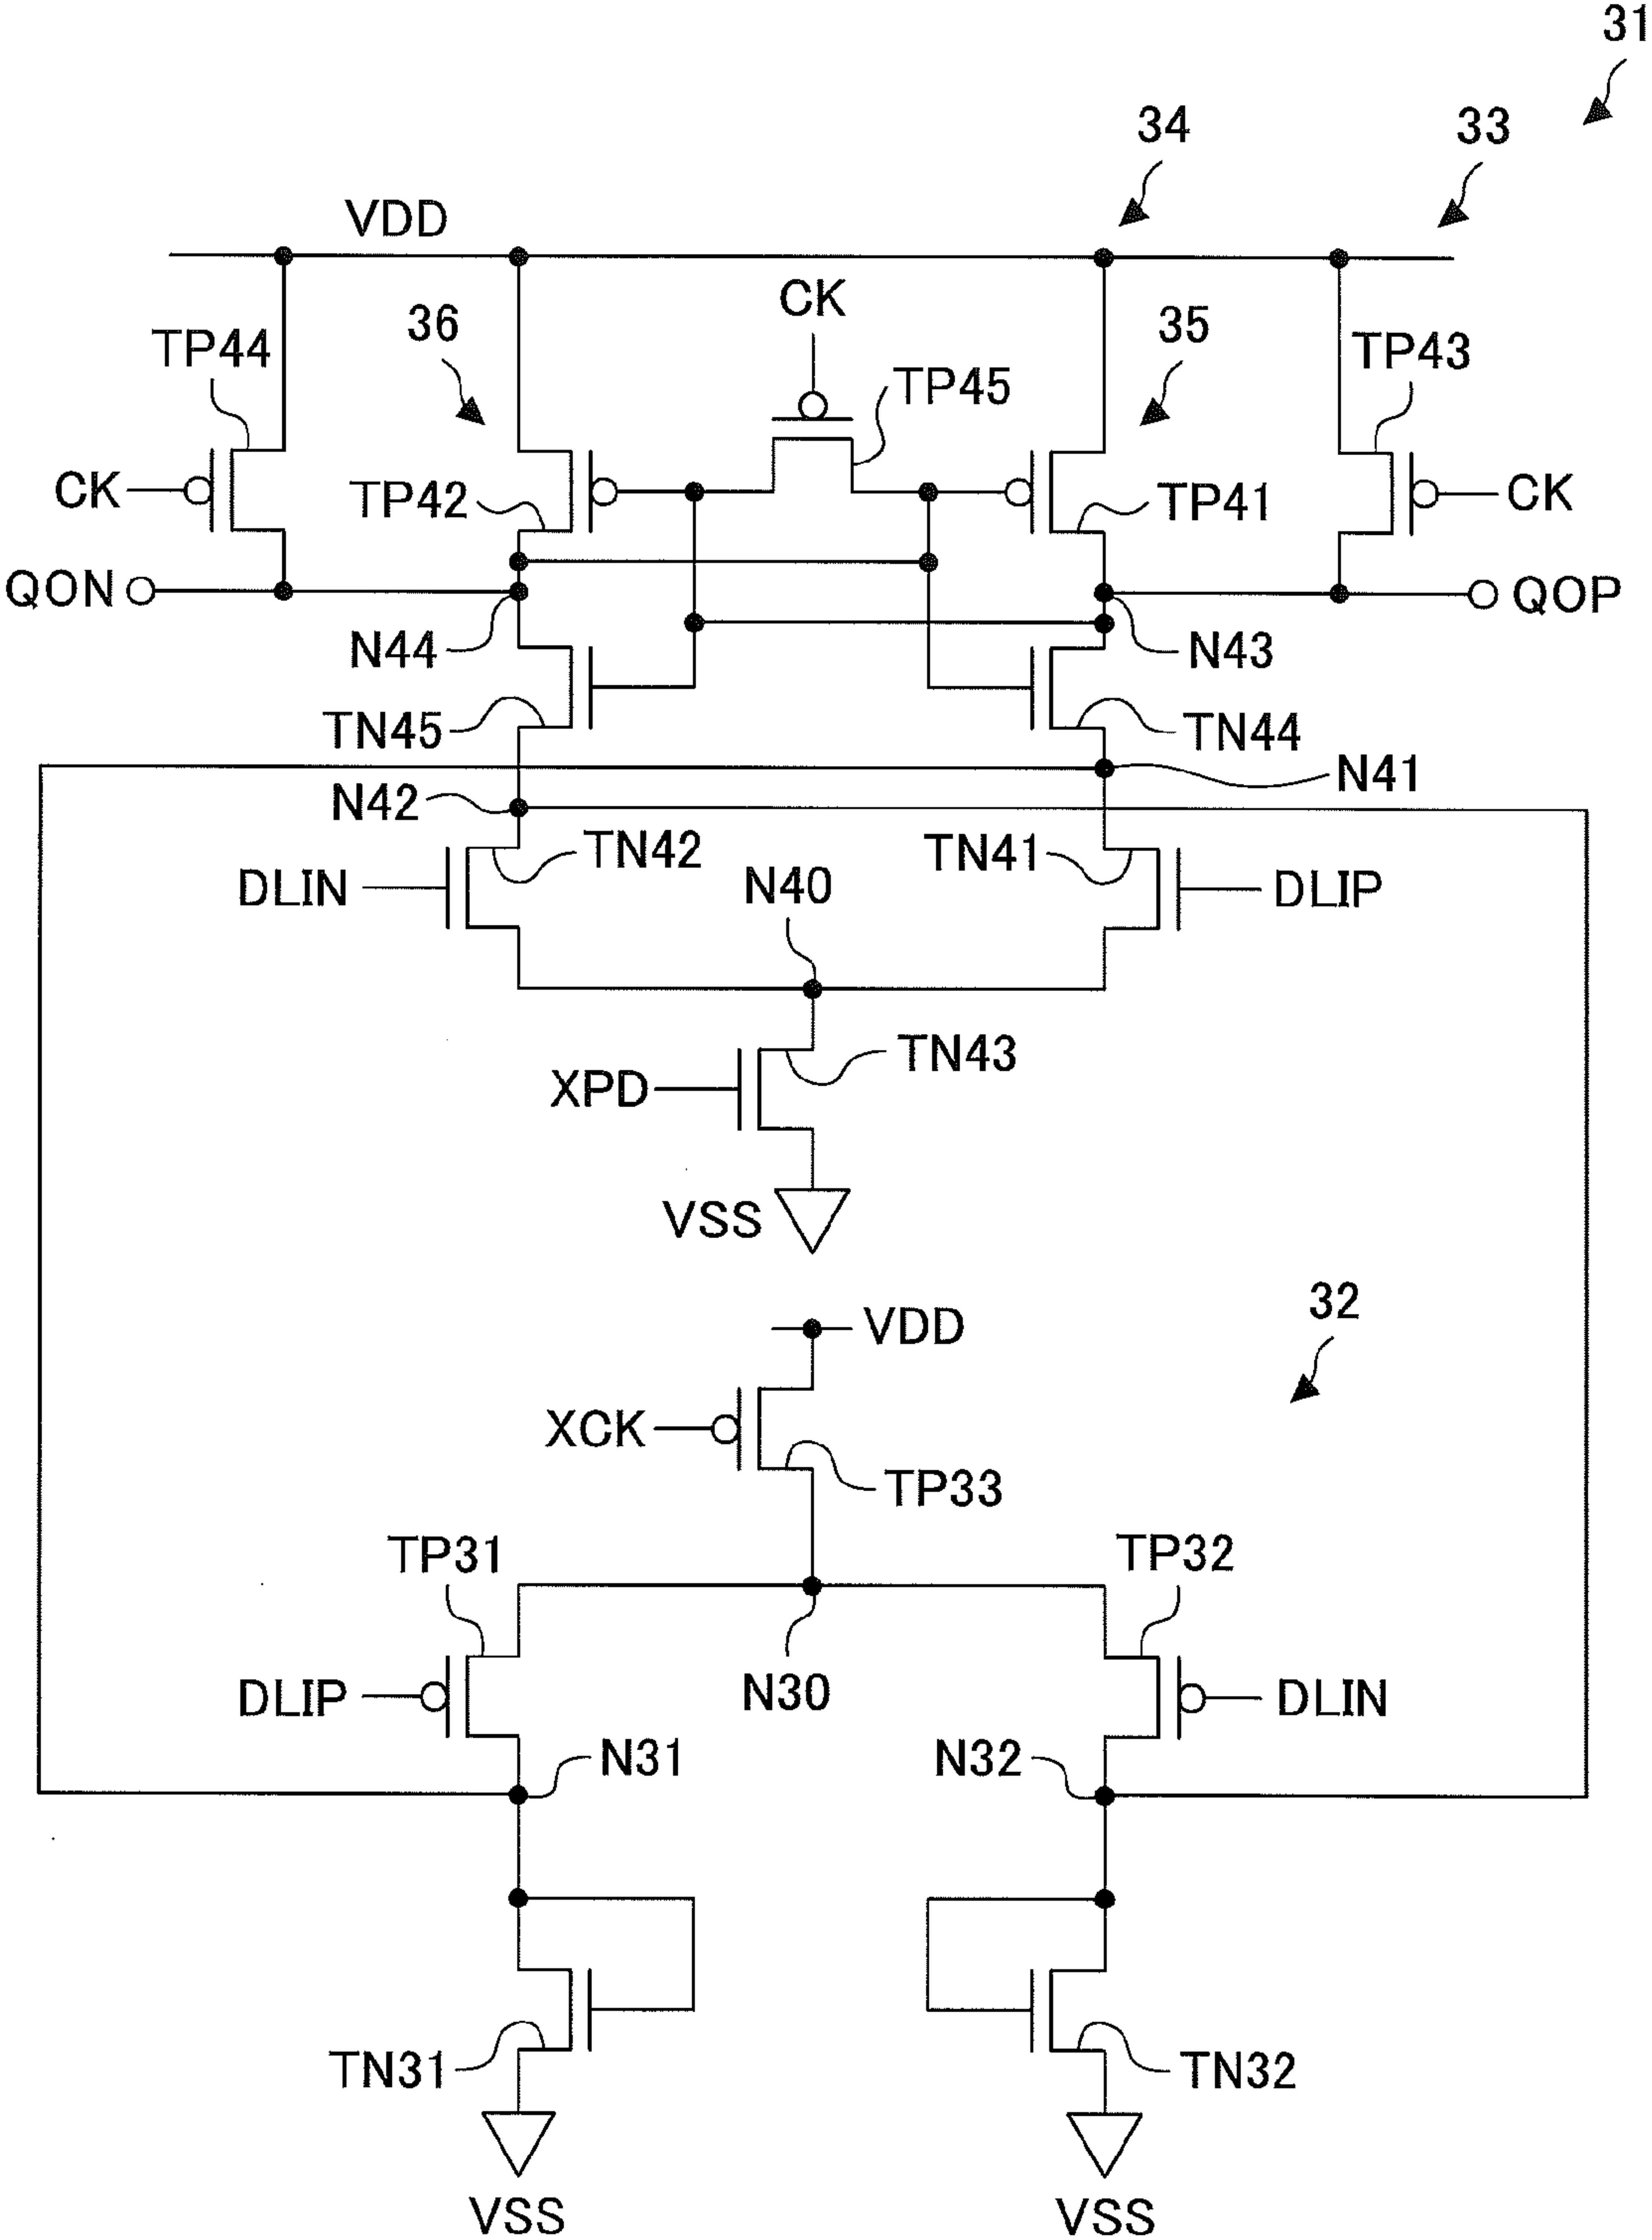 31
34
33
VDD
CK
36
35
TP44
TP43
TP45
CK
TP42
TP41
CK
QON
QOP
N44
N43
TN45
TN44
N41
N42
TN42
TN41
DLIN
N40
DLIP
TN43
XPD
VSS
32
VDD
XCK
TP33
TP31
TP32
DLIP
N30
DLIN
N31
N32
TN31
TN32
VSS
VSS